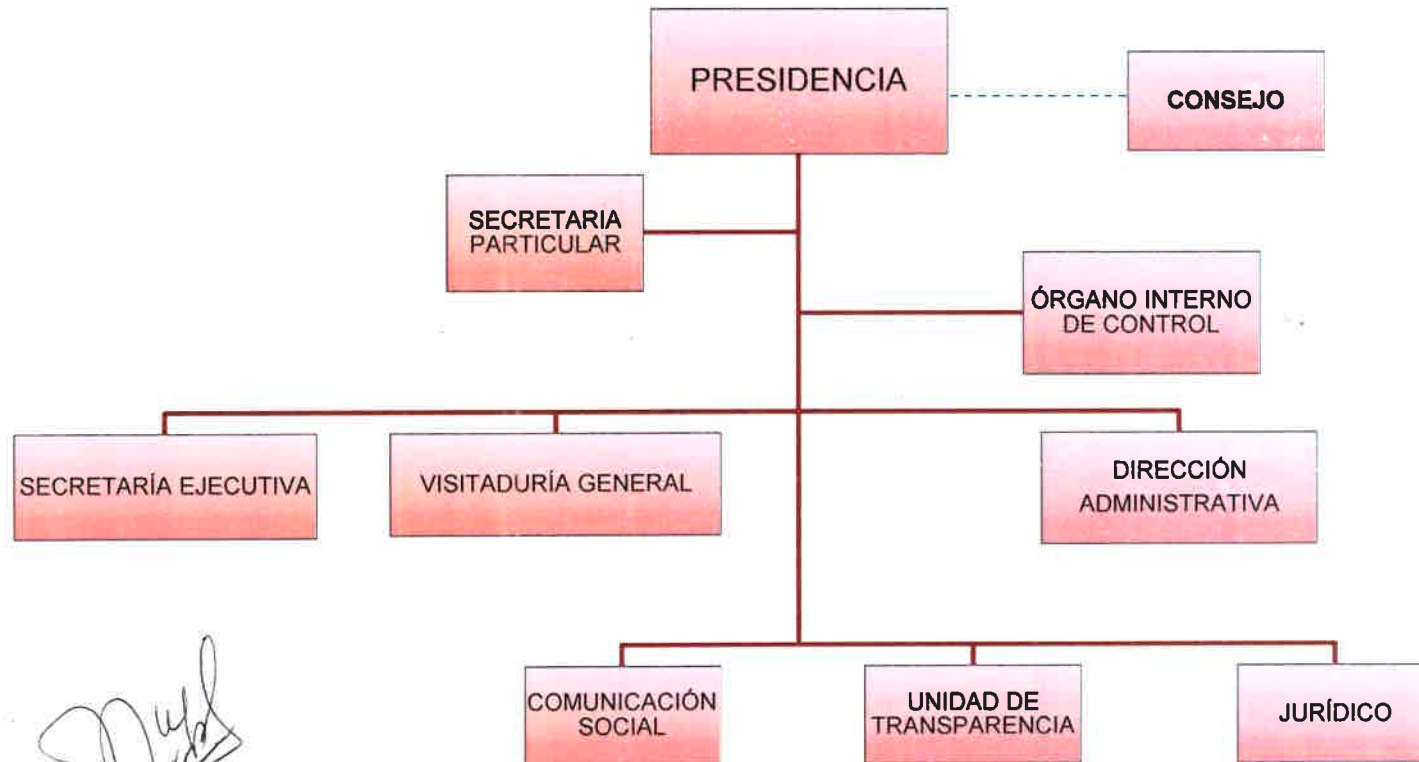 PRESIDENCIA
CONSEJO
SECRETARIA
PARTICULAR
ÓRGANO INTERNO
DE CONTROL
SECRETARÍA EJECUTIVA
VISITADURÍA GENERAL
DIRECCIÓN
ADMINISTRATIVA
COMUNICACIÓN
SOCIAL
UNIDAD DE
TRANSPARENCIA
JURÍDICO